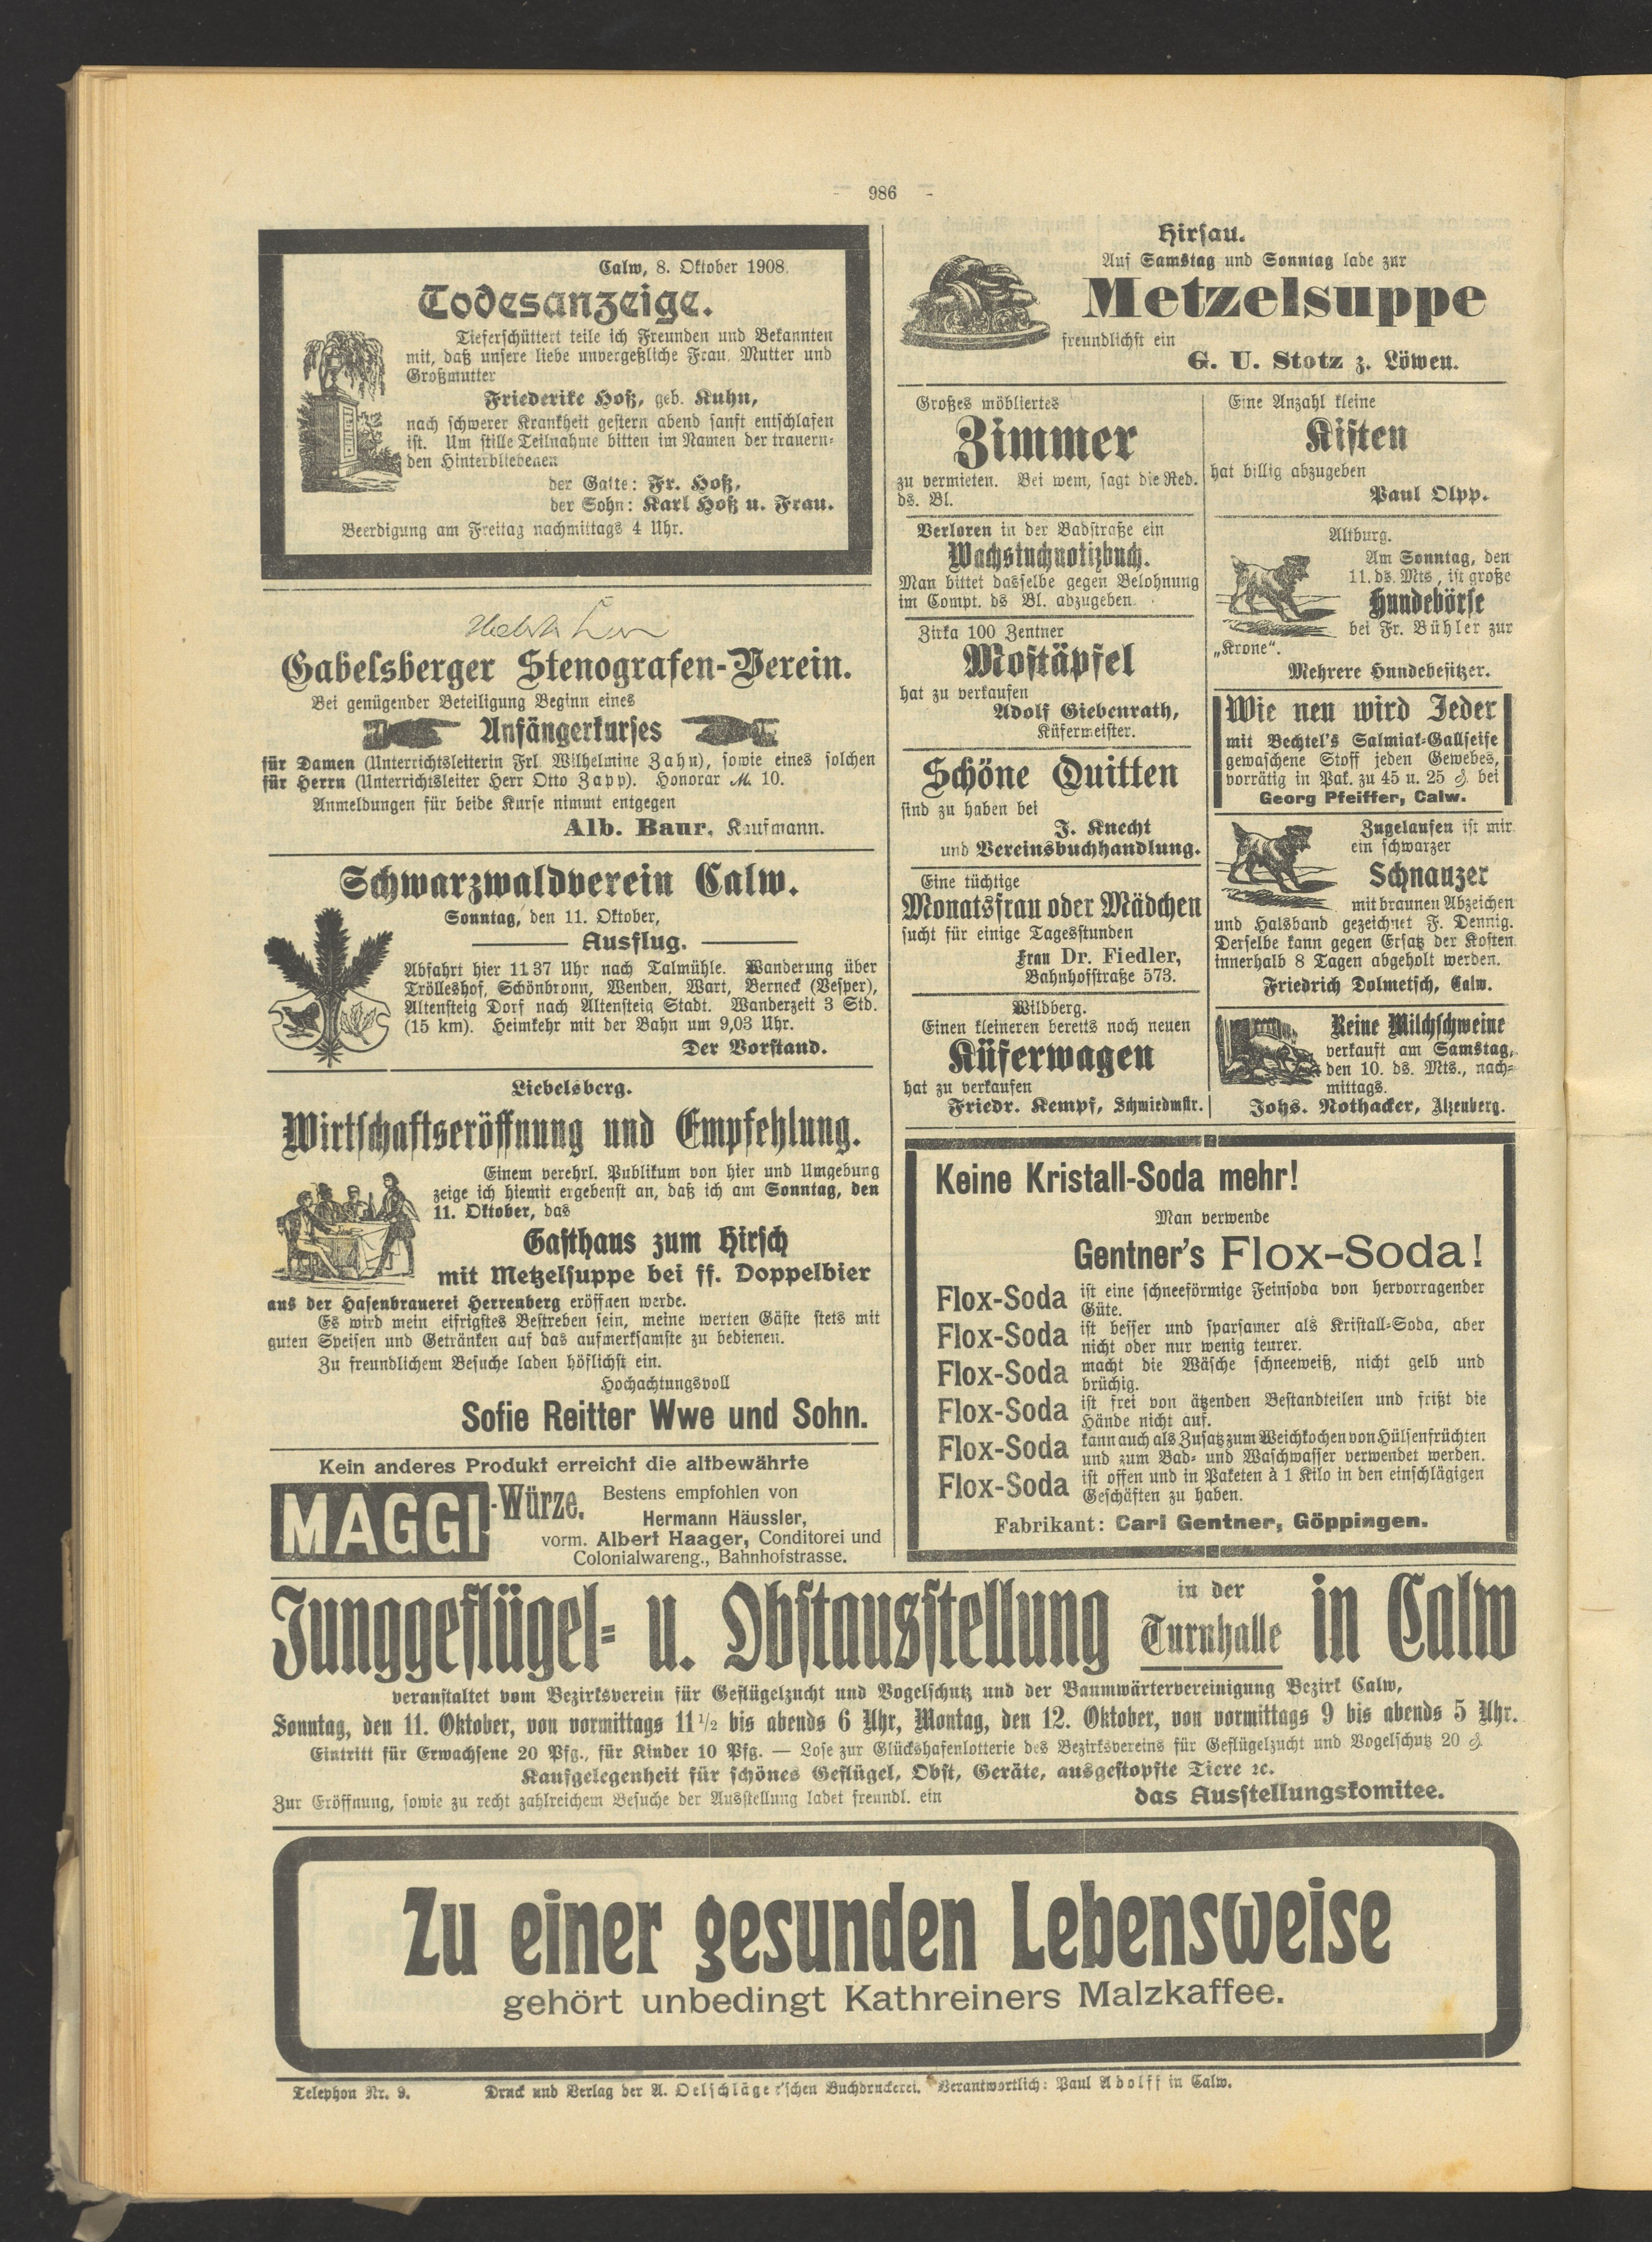 - 986 -
Calw, 8. Oktober 1908.
Todesanzeige.
Tieferschüttert teile ich Freunden und Bekannten
mit, daß unsere liebe unvergeßliche Frau, Mutter und
Großmutter
Friederike Hoß, geb. Kuhn,
nach schwerer Krankheit gestern abend sanft entschlafen
ist. Um stille Teilnahme bitten im Namen der trauern-
den Hinterbliebenen
der Gatte: Fr. Hoß,
der Sohn: Karl Hoß u. Frau.
Beerdigung am Freitag nachmittags 4 Uhr.
Gabelsberger Stenografen-Verein.
Bei genügender Beteiligung Beginn eines
Anfängerkurses
für Damen (Unterrichtsleiterin Frl. Wilhelmine Zahn), sowie eines solchen
für Herrn (Unterrichtsleiter Herr Otto Zapp). Honorar M. 10.
Anmeldungen für beide Kurse nimmt entgegen
Alb. Baur, Kaufmann.
Schwarzwaldverein Calw.
Sonntag, den 11. Oktober,
Ausflug.
Abfahrt hier 11.37 Uhr nach Talmühle. Wanderung über
Trölleshof, Schönbronn, Wenden, Wart, Berneck (Vesper),
Altensteig Dorf nach Altensteig Stadt. Wanderzeit 3 Std.
(15 km). Heimkehr mit der Bahn um 9,03 Uhr.
Der Vorstand.
Liebelsberg.
Wirtschaftseröffnung und Empfehlung.
Einem verehrl. Publikum von hier und Umgebung
zeige ich hiemit ergebenst an, daß ich am Sonntag, den
11. Oktober, das
Gasthaus zum Hirsch
mit Metzelsuppe bei ff. Doppelbier
aus der Hasenbrauerei Herrenberg eröffnen werde.
Es wird mein eifrigstes Bestreben sein, meine werten Gäste stets mit
guten Speisen und Getränken auf das aufmerksamste zu bedienen.
Zu freundlichem Besuche laden höflichst ein.
Hochachtungsvoll
Sofie Reitter Wwe und Sohn.
Kein anderes Produkt erreicht die altbewährte
MAGGI-Würze. Bestens empfohlen von
Hermann Häussler,
vorm. Albert Haager, Conditorei und
Colonialwareng., Bahnhofstrasse.
Hirsau.
Auf Samstag und Sonntag lade zur
Metzelsuppe
freundlichst ein
G. U. Stotz z. Löwen.
Großes möbliertes
Zimmer
zu vermieten. Bei wem, sagt die Red.
ds. Bl.
Verloren in der Badstraße ein
Wachstuchnotizbuch.
Man bittet dasselbe gegen Belohnung
im Compt. ds. Bl. abzugeben.
Zirka 100 Zentner
Mostäpfel
hat zu verkaufen
Adolf Giebenrath,
Küfermeister.
Schöne Quitten
sind zu haben bei
J. Knecht
und Vereinsbuchhandlung.
Eine tüchtige
Monatsfrau oder Mädchen
sucht für einige Tagesstunden
Frau Dr. Fiedler,
Bahnhofstraße 573.
Wildberg.
Einen kleineren bereits noch neuen
Küferwagen
hat zu verkaufen
Friedr. Kempf, Schmiedmstr.
Eine Anzahl kleine
Kisten
hat billig abzugeben
Paul Olpp.
Altburg.
Am Sonntag, den
11. ds. Mts., ist große
Hundebörse
bei Fr. Bühler zur
„Krone“.
Mehrere Hundebesitzer.
Wie neu wird Jeder
mit Bechtel's Salmiak-Gallseife
gewaschene Stoff jeden Gewebes,
vorrätig in Pak. zu 45 u. 25 ₰ bei
Georg Pfeiffer, Calw.
Zugelaufen ist mir
ein schwarzer
Schnauzer
mit braunen Abzeichen
und Halsband gezeichnet F. Dennig.
Derselbe kann gegen Ersatz der Kosten
innerhalb 8 Tagen abgeholt werden.
Friedrich Dolmetsch, Calw.
Reine Milchschweine
verkauft am Samstag,
den 10. ds. Mts., nach-
mittags.
Johs. Rothacker, Alzenberg.
Keine Kristall-Soda mehr!
Man verwende
Gentner's Flox-Soda!
Flox-Soda ist eine schneeförmige Feinsoda von hervorragender
Güte.
Flox-Soda ist besser und sparsamer als Kristall-Soda, aber
nicht oder nur wenig teurer.
Flox-Soda macht die Wäsche schneeweiß, nicht gelb und
brüchig.
Flox-Soda ist frei von ätzenden Bestandteilen und frißt die
Hände nicht auf.
Flox-Soda kann auch als Zusatz zum Weichkochen von Hülsenfrüchten
und zum Bad- und Waschwasser verwendet werden.
Flox-Soda ist offen und in Paketen à 1 Kilo in den einschlägigen
Geschäften zu haben.
Fabrikant: Carl Gentner, Göppingen.
Junggeflügel- u. Obstausstellung in der Turnhalle in Calw
veranstaltet vom Bezirksverein für Geflügelzucht und Vogelschutz und der Baumwärtervereinigung Bezirk Calw,
Sonntag, den 11. Oktober, von vormittags 11 1/2 bis abends 6 Uhr, Montag, den 12. Oktober, von vormittags 9 bis abends 5 Uhr.
Eintritt für Erwachsene 20 Pfg., für Kinder 10 Pfg. — Lose zur Glückshafenlotterie des Bezirksvereins für Geflügelzucht und Vogelschutz 20 ₰.
Kaufgelegenheit für schönes Geflügel, Obst, Geräte, ausgestopfte Tiere ꝛc.
Zur Eröffnung, sowie zu recht zahlreichem Besuche der Ausstellung ladet freundl. ein das Ausstellungskomitee.
Zu einer gesunden Lebensweise
gehört unbedingt Kathreiners Malzkaffee.
Telephon Nr. 9. Druck und Verlag der A. Oelschläger'schen Buchdruckerei. Verantwortlich: Paul Adolff in Calw.